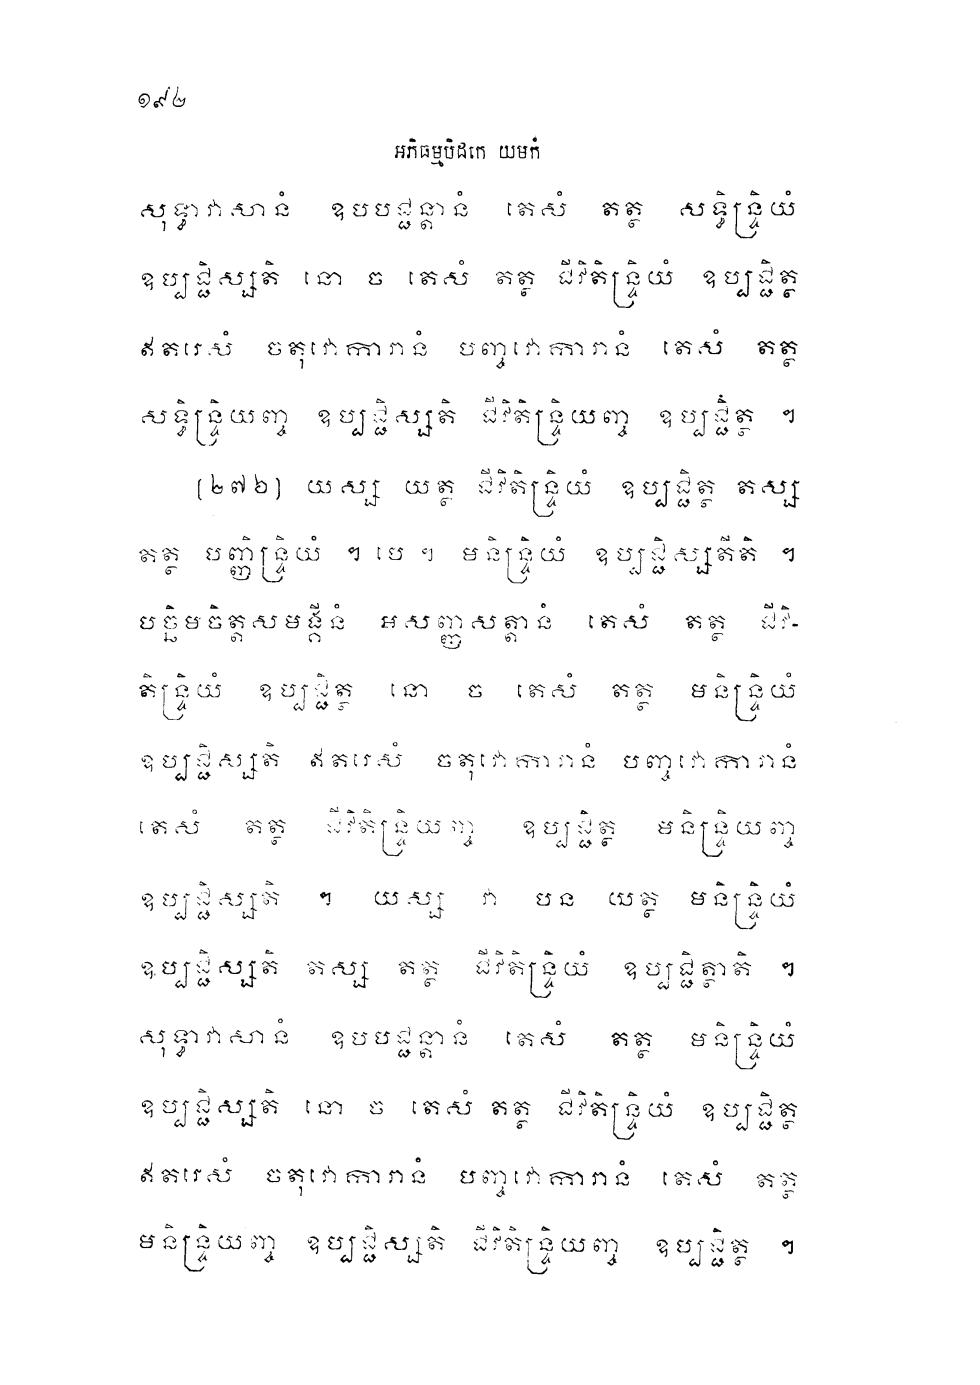 ១៩២
អភិធម្មបិដកេ យមកំ
សុទ្ធាវាសានំ ឧបបជ្ជន្តានំ តេសំ តត្ថ សទ្ធិន្ទ្រិយំ
ឧប្បជ្ជិស្សតិ នោ ច តេសំ តត្ថ ជីវិតិន្ទ្រិយំ ឧប្បជ្ជិត្ថ
ឥតរេសំ ចតុវោការានំ បញ្ចវោការានំ តេសំ តត្ថ
សទ្ធិន្ទ្រិយញ្ច ឧប្បជ្ជិស្សតិ ជីវិតិន្ទ្រិយញ្ច ឧប្បជ្ជិត្ថ ។
(២៧៦) យស្ស យត្ថ ជីវិតិន្ទ្រិយំ ឧប្បជ្ជិត្ថ តស្ស
តត្ថ បញ្ញិន្ទ្រិយំ ។ បេ ។ មនិន្ទ្រិយំ ឧប្បជ្ជិស្សតីតិ ។
បច្ឆិមចិត្តសមង្គីនំ អសញ្ញសត្តានំ តេសំ តត្ថ ជីវិ-
តិន្ទ្រិយំ ឧប្បជ្ជិត្ថ នោ ច តេសំ តត្ថ មនិន្ទ្រិយំ
ឧប្បជ្ជិស្សតិ ឥតរេសំ ចតុវោការានំ បញ្ចវោការានំ
តេសំ តត្ថ ជីវិតិន្ទ្រិយញ្ច ឧប្បជ្ជិត្ថ មនិន្ទ្រិយញ្ច
ឧប្បជ្ជិស្សតិ ។ យស្ស វា បន យត្ថ មនិន្ទ្រិយំ
ឧប្បជ្ជិស្សតិ តស្ស តត្ថ ជីវិតិន្ទ្រិយំ ឧប្បជ្ជិត្ថាតិ ។
សុទ្ធាវាសានំ ឧបបជ្ជន្តានំ តេសំ តត្ថ មនិន្ទ្រិយំ
ឧប្បជ្ជិស្សតិ នោ ច តេសំ តត្ថ ជីវិតិន្ទ្រិយំ ឧប្បជ្ជិត្ថ
ឥតរេសំ ចតុវោការានំ បញ្ចវោការានំ តេសំ តត្ថ
មនិន្ទ្រិយញ្ច ឧប្បជ្ជិស្សតិ ជីវិតិន្ទ្រិយញ្ច ឧប្បជ្ជិត្ថ ។